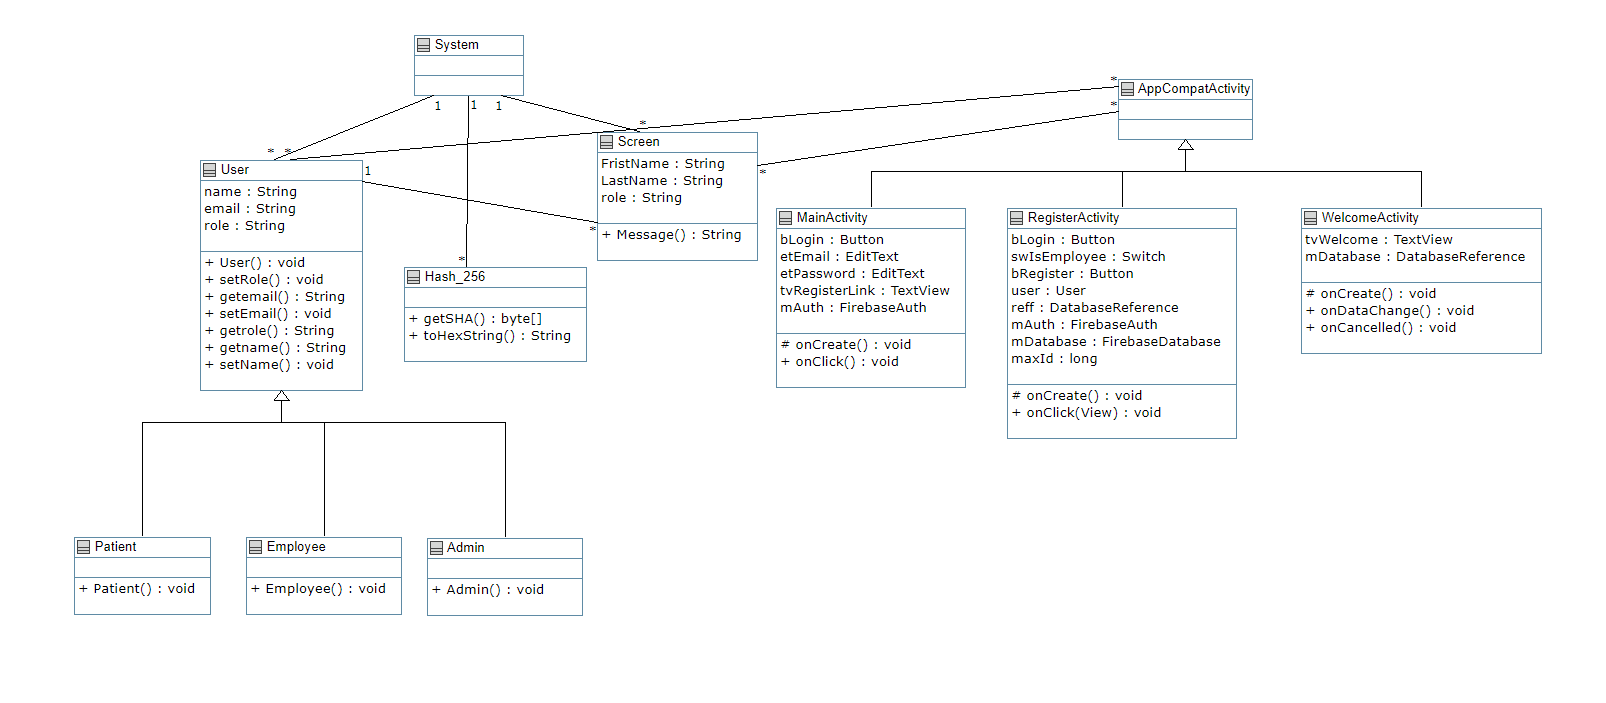 System
1
1
1
*
*
*
*
*
AppCompatActivity
User
name : String
email : String
role : String
+ User() : void
+ setRole() : void
+ getemail() : String
+ setEmail() : void
+ getrole() : String
+ getname() : String
+ setName() : void
1
*
Screen
FristName : String
LastName : String
role : String
+ Message() : String
*
*
Hash_256
+ getSHA() : byte[]
+ toHexString() : String
MainActivity
bLogin : Button
etEmail : EditText
etPassword : EditText
tvRegisterLink : TextView
mAuth : FirebaseAuth
# onCreate() : void
+ onClick() : void
RegisterActivity
bLogin : Button
swIsEmployee : Switch
bRegister : Button
user : User
reff : DatabaseReference
mAuth : FirebaseAuth
mDatabase : FirebaseDatabase
maxId : long
# onCreate() : void
+ onClick(View) : void
WelcomeActivity
tvWelcome : TextView
mDatabase : DatabaseReference
# onCreate() : void
+ onDataChange() : void
+ onCancelled() : void
Patient
+ Patient() : void
Employee
+ Employee() : void
Admin
+ Admin() : void